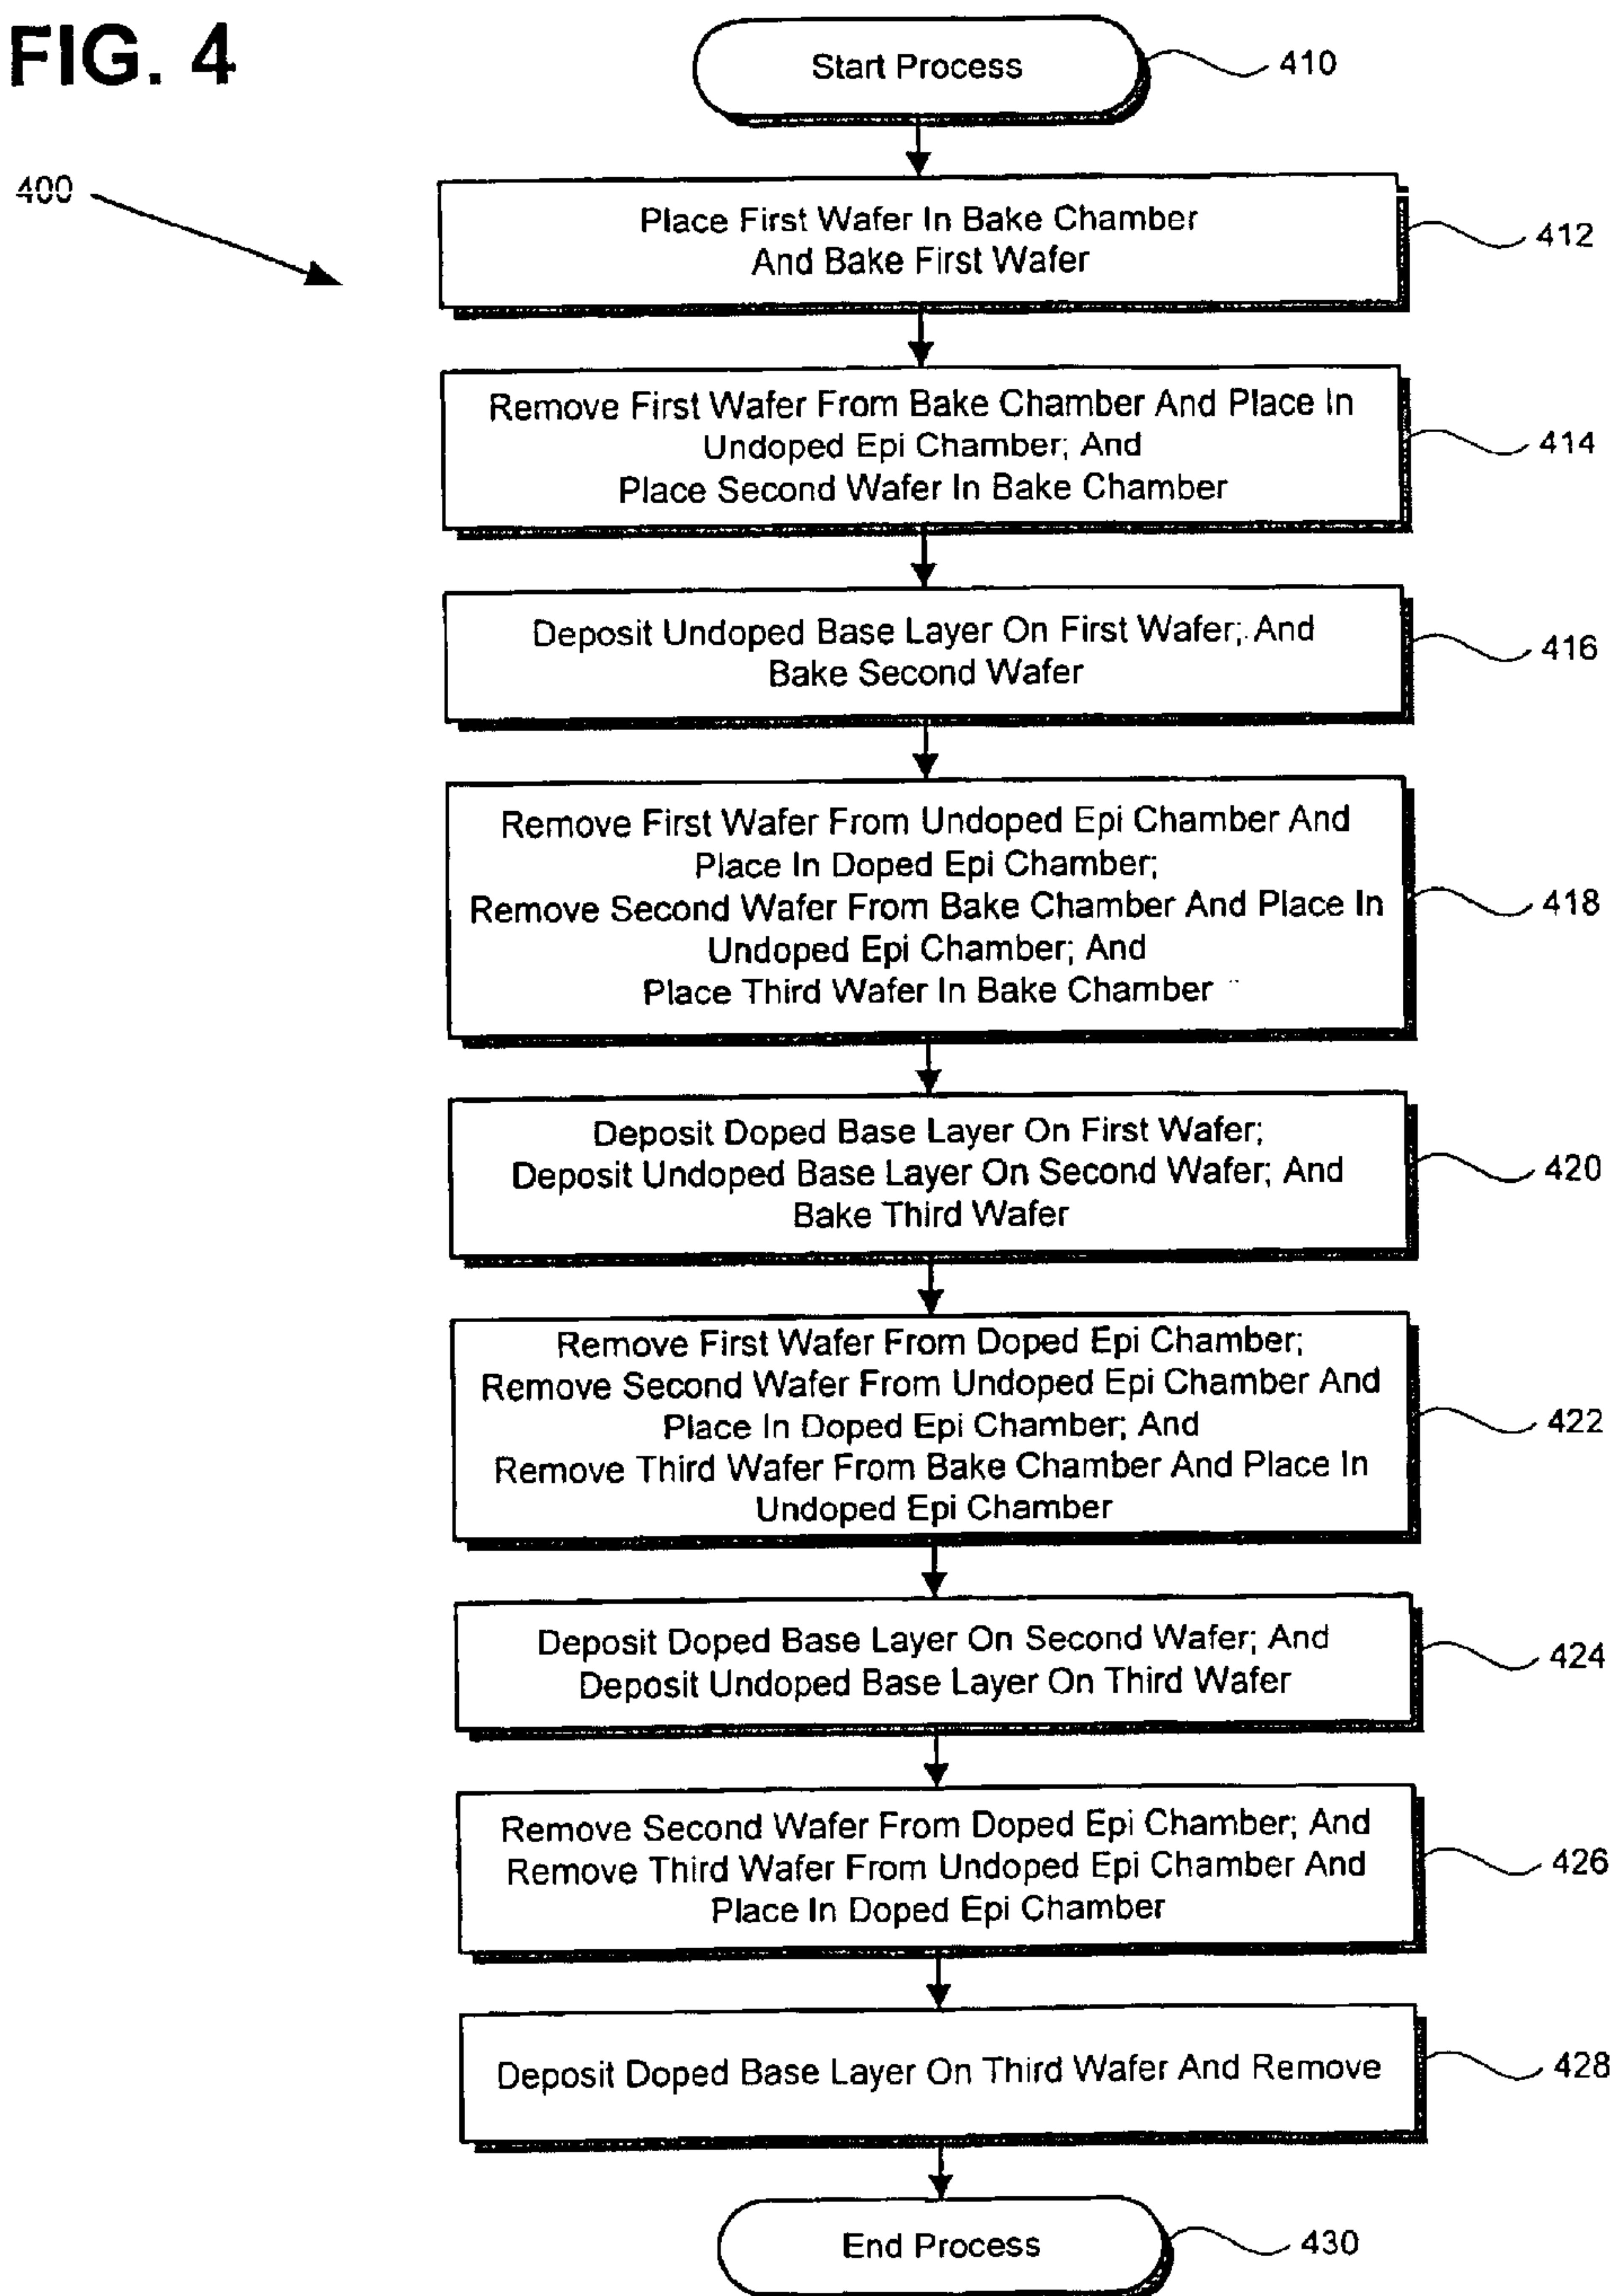 FIG. 4
Start Process
410
400
Place First Wafer In Bake Chamber
And Bake First Wafer
412
Remove First Wafer From Bake Chamber And Place In
Undoped Epi Chamber; And
Place Second Wafer In Bake Chamber
414
Deposit Undoped Base Layer On First Wafer; And
Bake Second Wafer
416
Remove First Wafer From Undoped Epi Chamber And
Place In Doped Epi Chamber;
Remove Second Wafer From Bake Chamber And Place In
Undoped Epi Chamber; And
Place Third Wafer In Bake Chamber
418
Deposit Doped Base Layer On First Wafer;
Deposit Undoped Base Layer On Second Wafer; And
Bake Third Wafer
420
Remove First Wafer From Doped Epi Chamber;
Remove Second Wafer From Undoped Epi Chamber And
Place In Doped Epi Chamber; And
Remove Third Wafer From Bake Chamber And Place In
Undoped Epi Chamber
422
Deposit Doped Base Layer On Second Wafer; And
Deposit Undoped Base Layer On Third Wafer
424
Remove Second Wafer From Doped Epi Chamber; And
Remove Third Wafer From Undoped Epi Chamber And
Place In Doped Epi Chamber
426
Deposit Doped Base Layer On Third Wafer And Remove
428
End Process
430